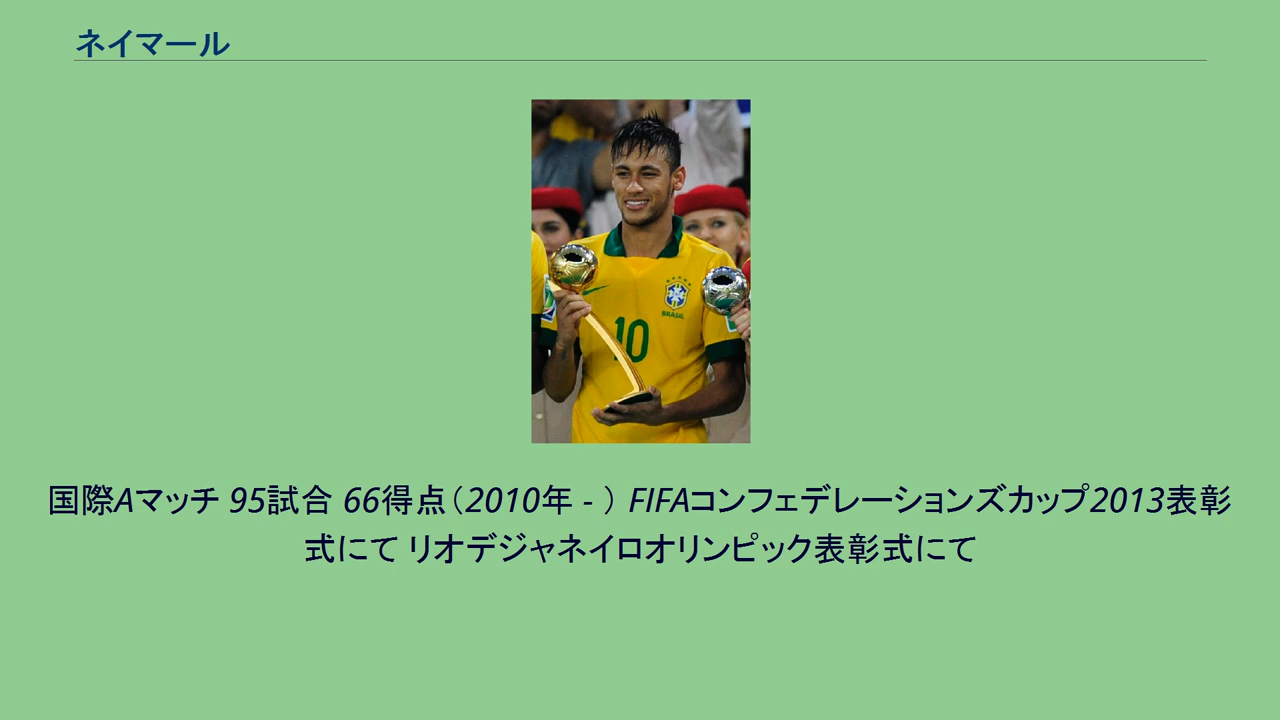 ネイマール
10
BRASIL
国際Aマッチ 95試合 66得点（2010年 - ） FIFAコンフェデレーションズカップ2013表彰
式にて リオデジャネイロオリンピック表彰式にて